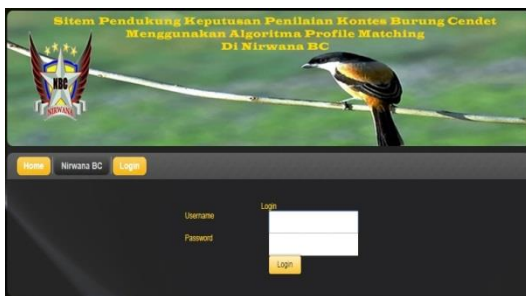 Sitem Pendukung Keputusan Penilaian Kontes Burung Cendet
Menggunakan Algoritma Profile Matching
Di Nirwana BC
NBC
NIRWANA
Home Nirwana BC Login
Login
Username
Password
Login